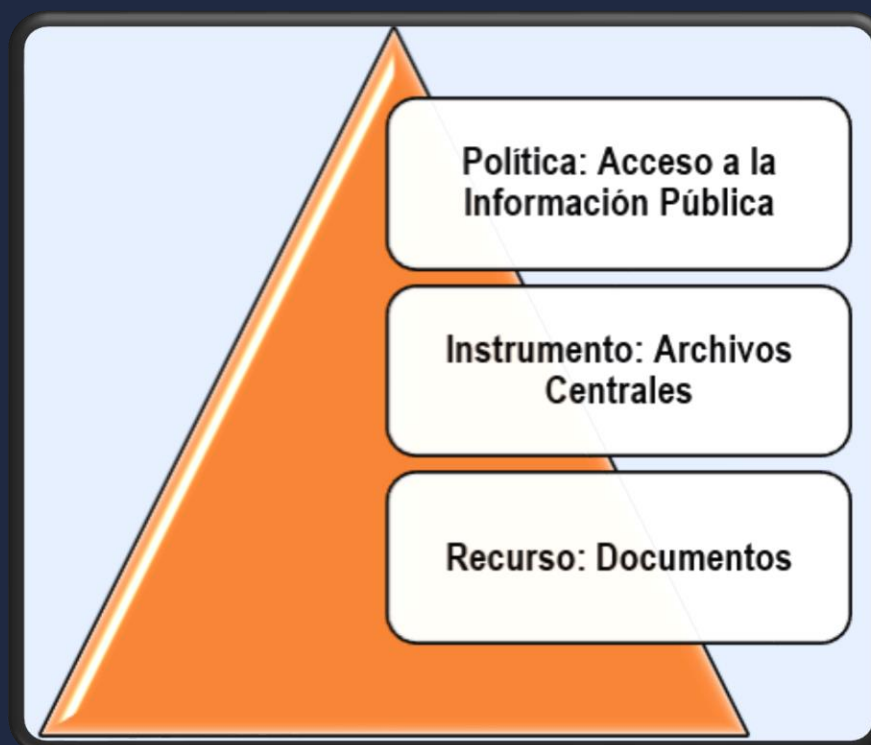 Política: Acceso a la
Información Pública
Instrumento: Archivos
Centrales
Recurso: Documentos